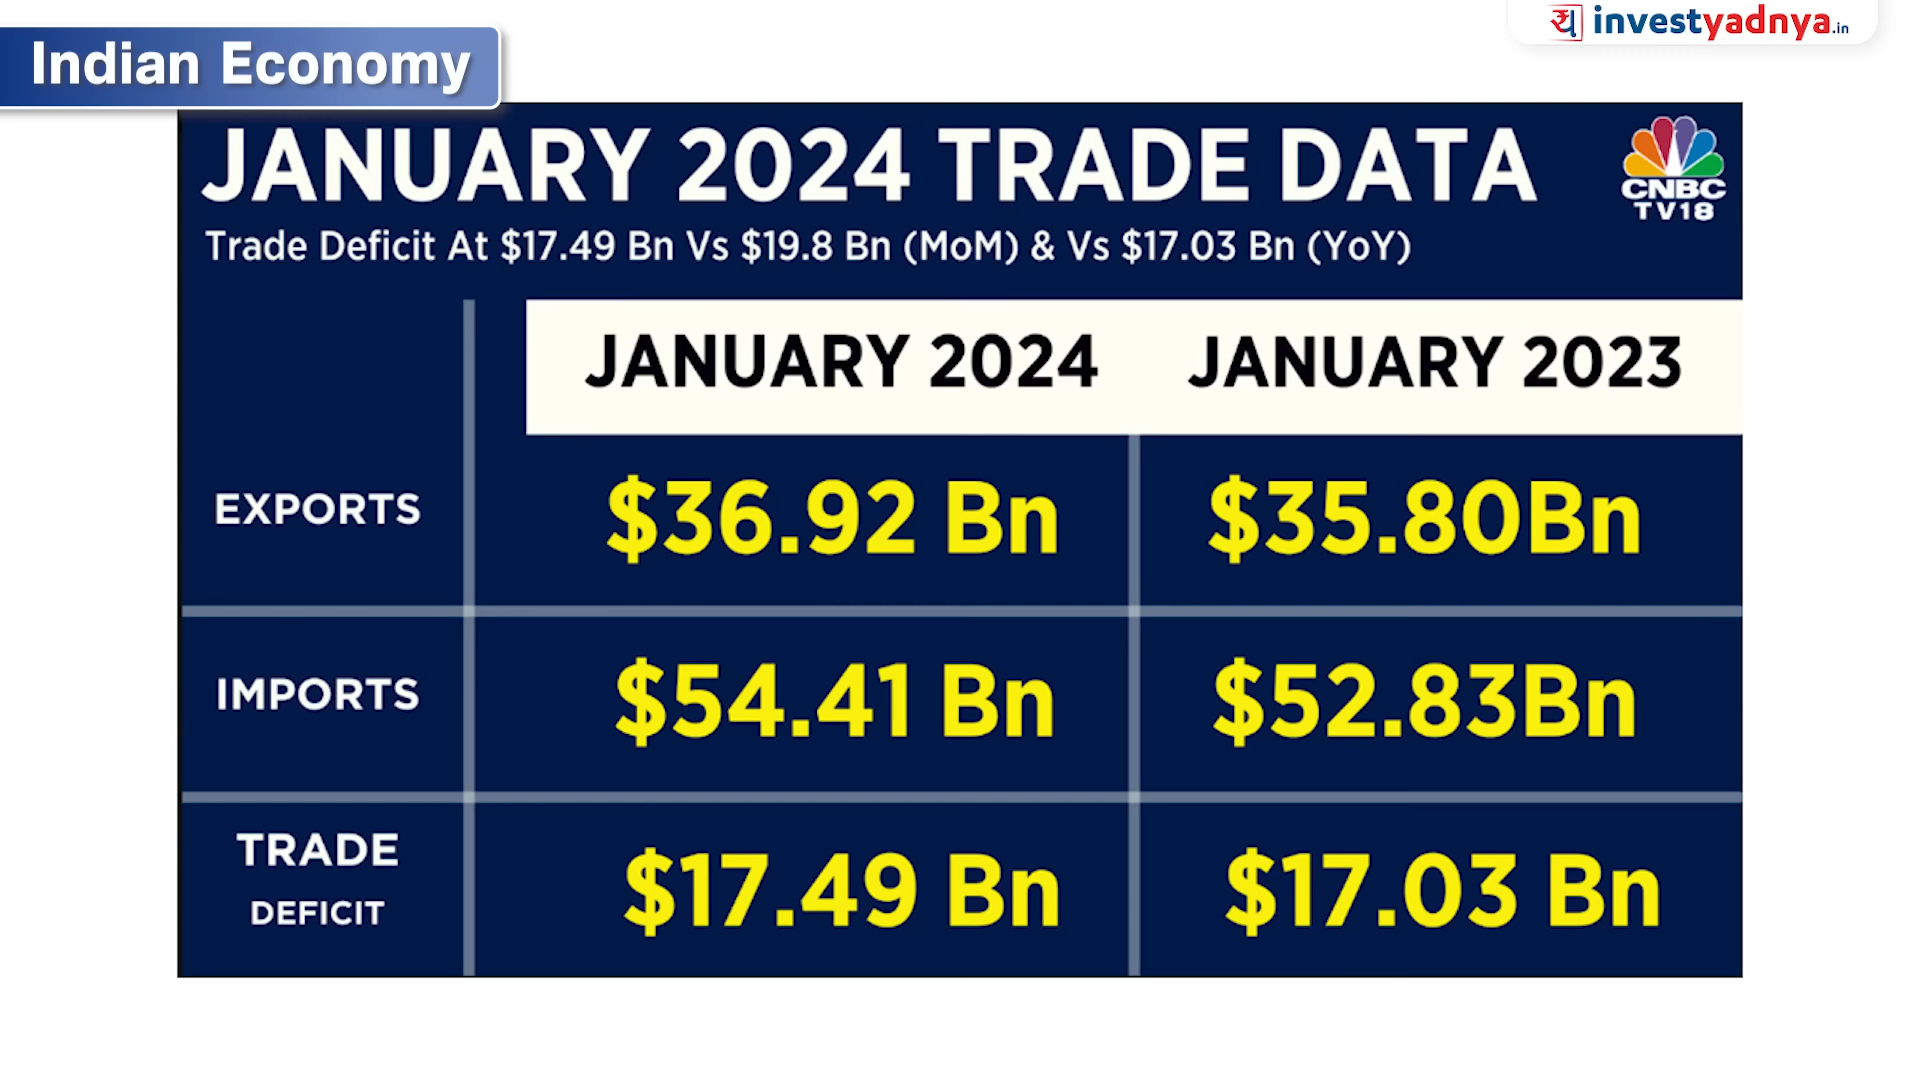 Indian Economy
investyadnya.in
JANUARY 2024 TRADE DATA
CNBC
TV18
Trade Deficit At $17.49 Bn Vs $19.8 Bn (MoM) & Vs $17.03 Bn (YoY)
JANUARY 2024 JANUARY 2023
EXPORTS $36.92 Bn $35.80Bn
IMPORTS $54.41 Bn $52.83Bn
TRADE
DEFICIT $17.49 Bn $17.03 Bn